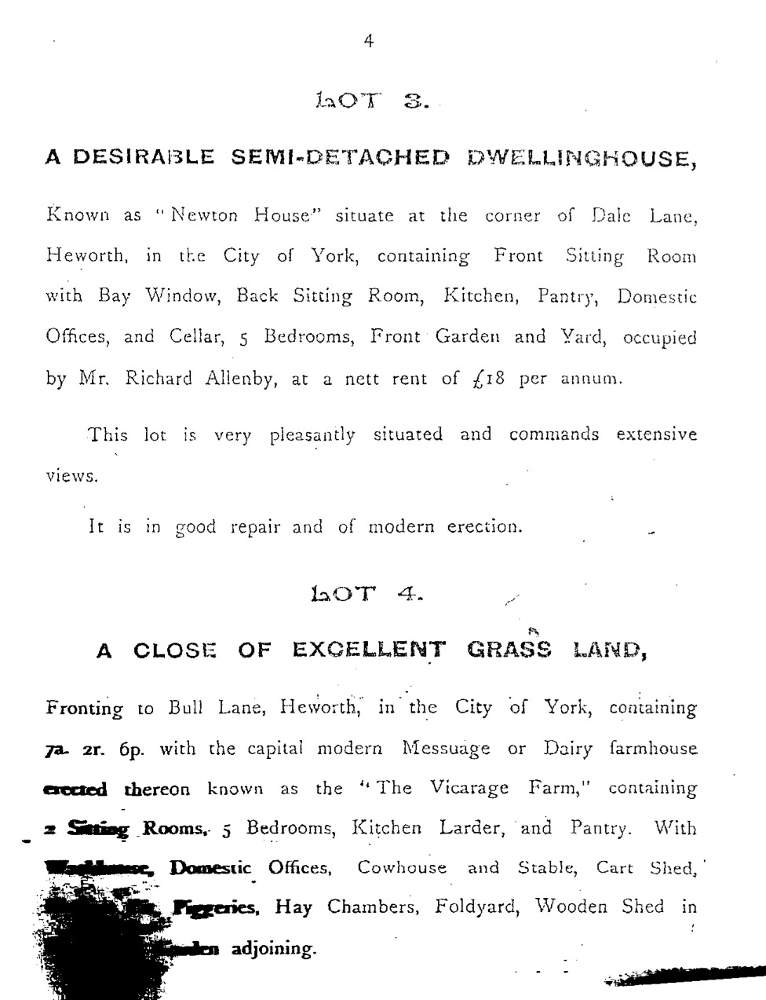 4
LOT 3.
A DESIRABLE SEMI-DETACHED DWELLINGHOUSE,
Known as "Newton House" situate at the corner of Dale Lane,
Heworth, in the City of York, containing Front Sitting Room
with Bay Window, Back Sitting Room, Kitchen, Pantry, Domestic
Offices, and Cellar, 5 Bedrooms, Front Garden and Yard, occupied
by Mr. Richard Allenby, at a nett rent of £18 per annum.
This lot is very pleasantly situated and commands extensive
views.
It is in good repair and of modern erection.
LOT 4.
A CLOSE OF EXCELLENT GRASS LAND,
Fronting to Bull Lane, Heworth, in the City of York, containing
7a. 2r. 6p. with the capital modern Messuage or Dairy farmhouse
erected thereon known as the "The Vicarage Farm," containing
2 Sitting Rooms, 5 Bedrooms, Kitchen Larder, and Pantry. With
Washhouse, Domestic Offices, Cowhouse and Stable, Cart Shed,
Piggeries, Hay Chambers, Foldyard, Wooden Shed in
Garden adjoining.